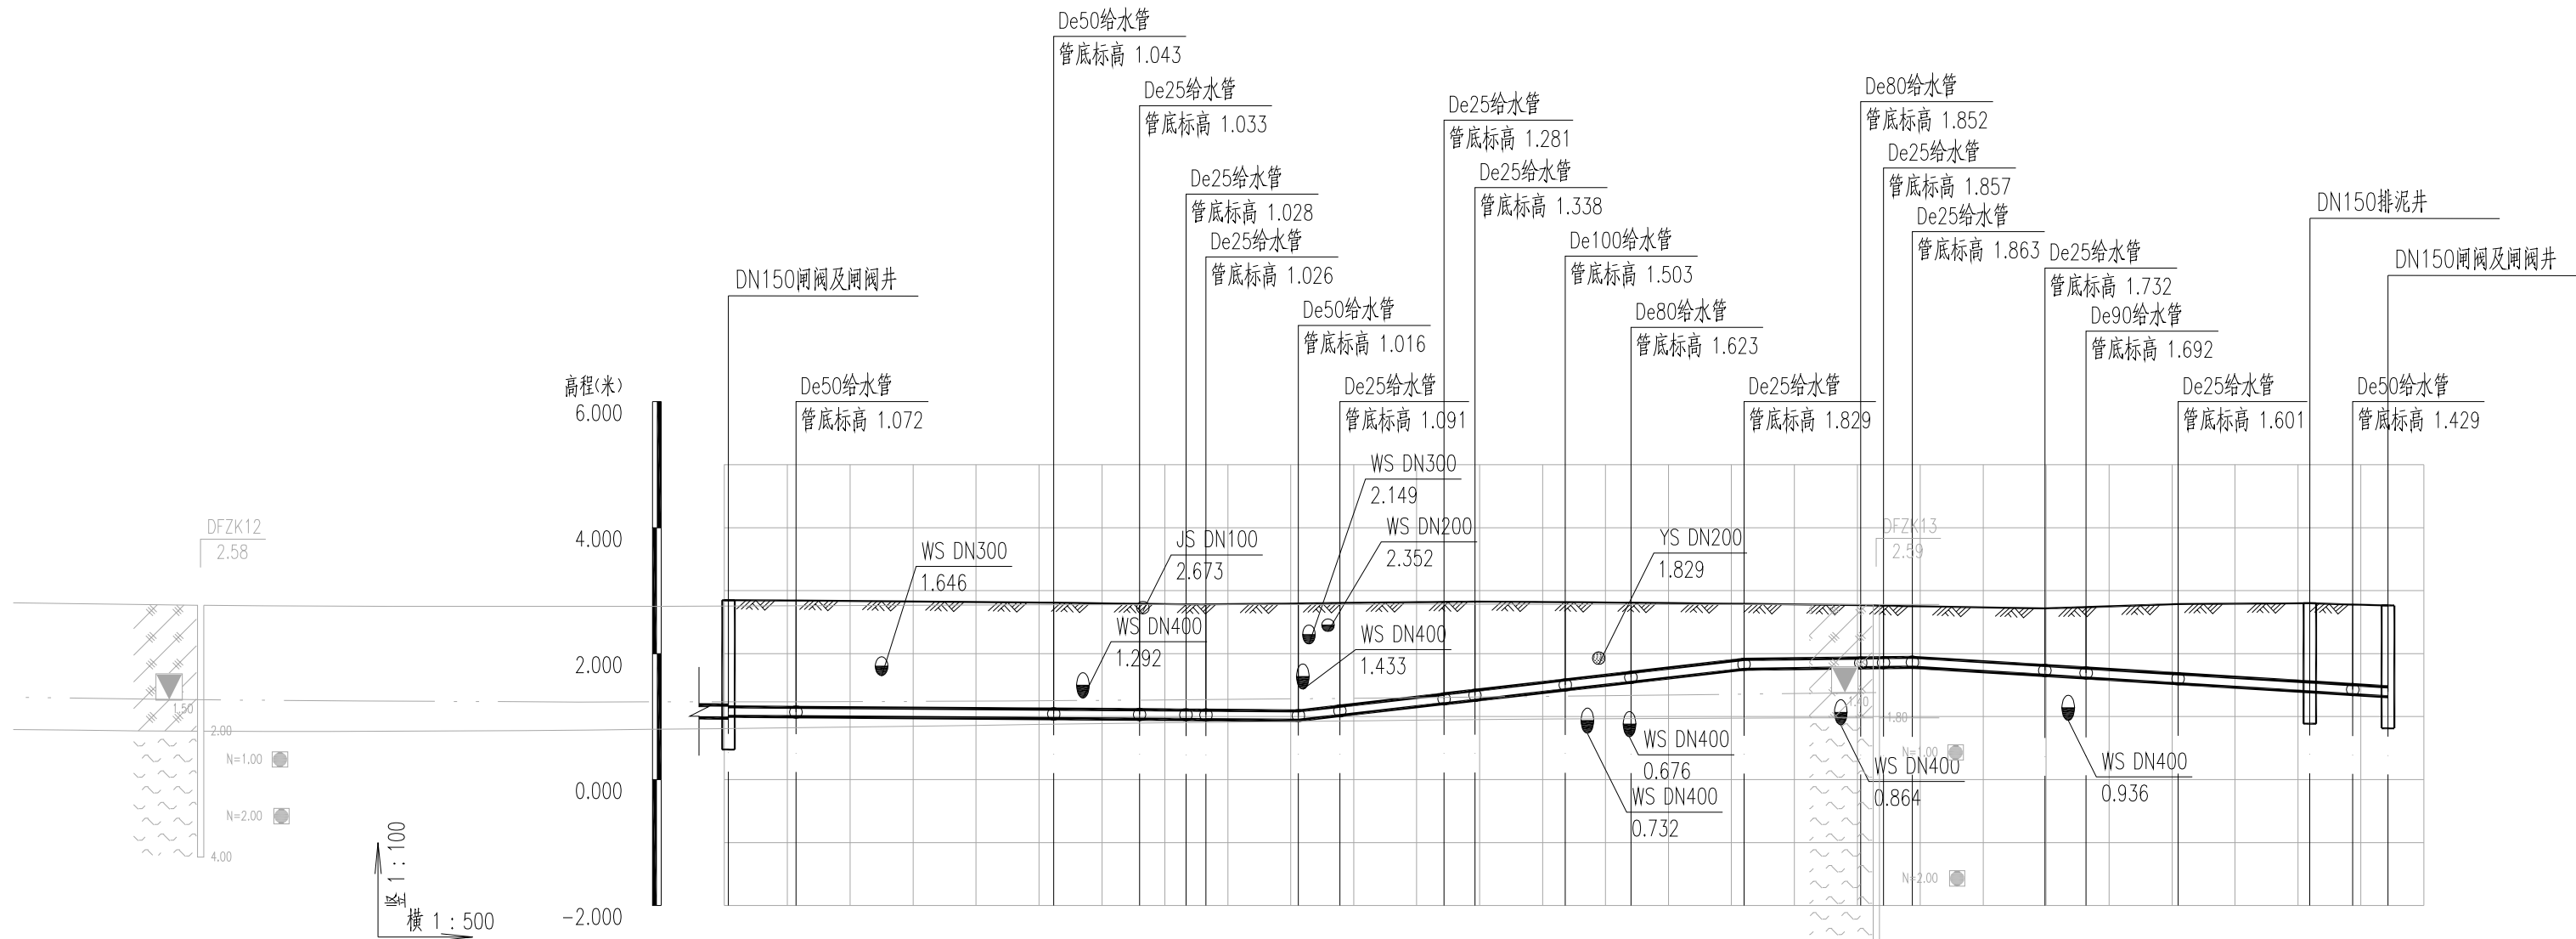 De50给水管
管底标高 1.043
De25给水管
管底标高 1.033
De25给水管
管底标高 1.028
De25给水管
管底标高 1.026
De25给水管
管底标高 1.281
De25给水管
管底标高 1.338
De100给水管
管底标高 1.503
De80给水管
管底标高 1.852
De25给水管
管底标高 1.857
De25给水管
管底标高 1.863
De25给水管
管底标高 1.732
De90给水管
管底标高 1.692
DN150排泥井
DN150闸阀及闸阀井
DN150闸阀及闸阀井
De50给水管
管底标高 1.016
De80给水管
管底标高 1.623
De50给水管
管底标高 1.072
De25给水管
管底标高 1.091
De25给水管
管底标高 1.829
De25给水管
管底标高 1.601
De50给水管
管底标高 1.429
高程(米)
6.000
4.000
2.000
0.000
-2.000
WS DN300
2.149
WS DN200
2.352
DFZK12
2.58
WS DN300
1.646
JS DN100
2.673
YS DN200
1.829
DFZK13
2.59
WS DN400
1.292
WS DN400
1.433
1.50
2.00
N=1.00
N=2.00
4.00
WS DN400
0.676
WS DN400
0.732
1.40
1.80
N=1.00
WS DN400
0.864
WS DN400
0.936
N=2.00
竖 1:100
横 1:500